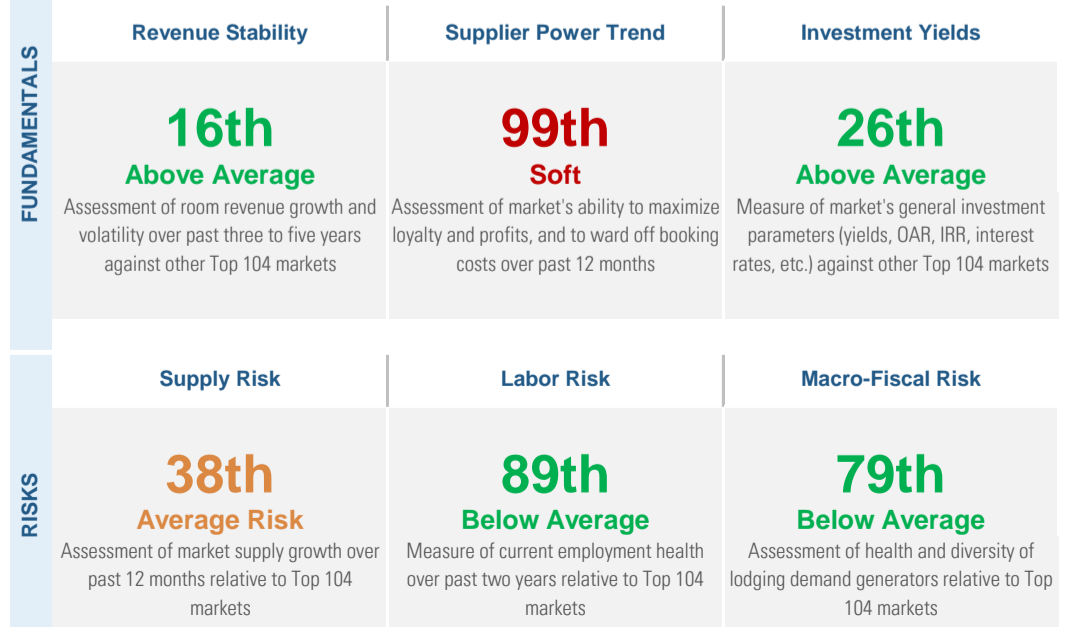 FUNDAMENTALS
Revenue Stability
16th
Above Average
Assessment of room revenue growth and
volatility over past three to five years
against other Top 104 markets
Supplier Power Trend
99th
Soft
Assessment of market's ability to maximize
loyalty and profits, and to ward off booking
costs over past 12 months
Investment Yields
26th
Above Average
Measure of market's general investment
parameters (yields, OAR, IRR, interest
rates, etc.) against other Top 104 markets
RISKS
Supply Risk
38th
Average Risk
Assessment of market supply growth over
past 12 months relative to Top 104
markets
Labor Risk
89th
Below Average
Measure of current employment health
over past two years relative to Top 104
markets
Macro-Fiscal Risk
79th
Below Average
Assessment of health and diversity of
lodging demand generators relative to Top
104 markets